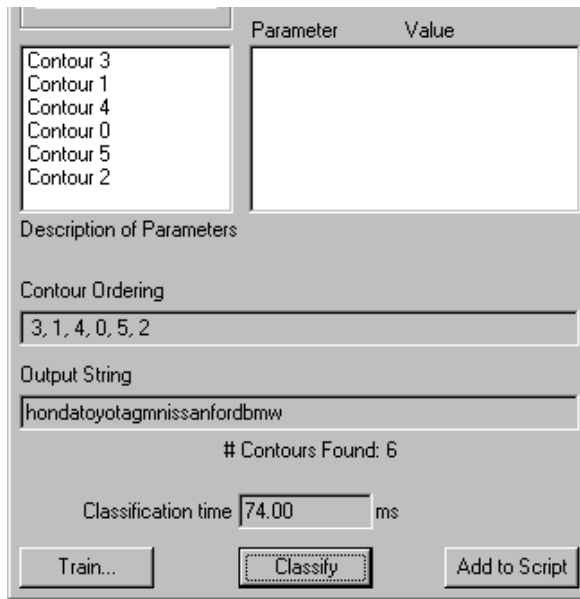 Parameter Value
Contour 3
Contour 1
Contour 4
Contour 0
Contour 5
Contour 2
Description of Parameters
Contour Ordering
3, 1, 4, 0, 5, 2
Output String
hondatoyotagmnissanfordbmw
# Contours Found: 6
Classification time 74.00 ms
Train... Classify Add to Script